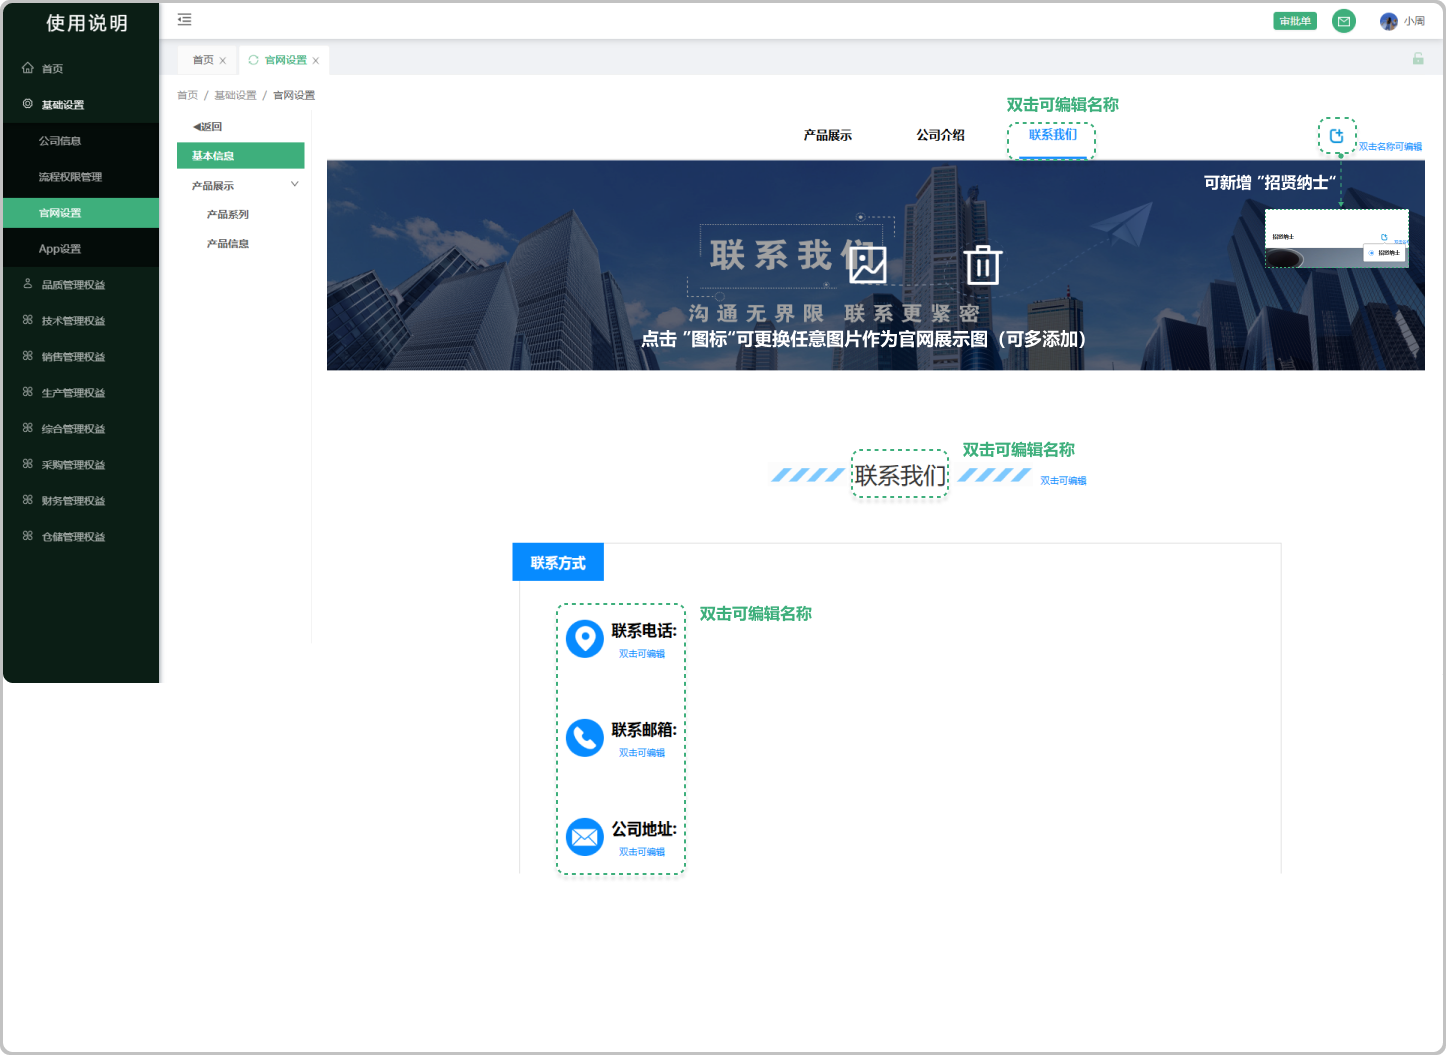 使用说明
审批单
小周
首页
官网设置
首页
基础设置
公司信息
流程权限管理
官网设置
App设置
品质管理权益
技术管理权益
销售管理权益
生产管理权益
综合管理权益
采购管理权益
财务管理权益
仓储管理权益
首页 / 基础设置 / 官网设置
◀返回
基本信息
产品展示
产品系列
产品信息
双击可编辑名称
产品展示
公司介绍
联系我们
双击名称可编辑
可新增 "招贤纳士"
招贤纳士
招贤纳士
联系我们
沟通无界限 联系更紧密
点击 "图标"可更换任意图片作为官网展示图（可多添加）
双击可编辑名称
联系我们
双击可编辑
联系方式
双击可编辑名称
联系电话:
双击可编辑
联系邮箱:
双击可编辑
公司地址:
双击可编辑